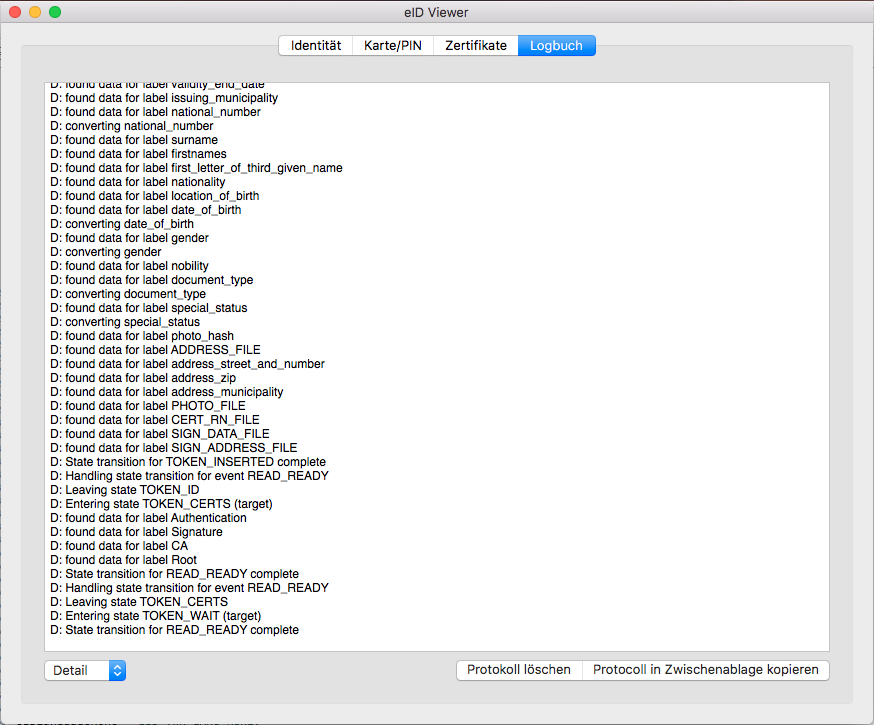 eID Viewer
Identität Karte/PIN Zertifikate Logbuch
D: found data for label validity_end_date
D: found data for label issuing_municipality
D: found data for label national_number
D: converting national_number
D: found data for label surname
D: found data for label firstnames
D: found data for label first_letter_of_third_given_name
D: found data for label nationality
D: found data for label location_of_birth
D: found data for label date_of_birth
D: converting date_of_birth
D: found data for label gender
D: converting gender
D: found data for label nobility
D: found data for label document_type
D: converting document_type
D: found data for label special_status
D: converting special_status
D: found data for label photo_hash
D: found data for label ADDRESS_FILE
D: found data for label address_street_and_number
D: found data for label address_zip
D: found data for label address_municipality
D: found data for label PHOTO_FILE
D: found data for label CERT_RN_FILE
D: found data for label SIGN_DATA_FILE
D: found data for label SIGN_ADDRESS_FILE
D: State transition for TOKEN_INSERTED complete
D: Handling state transition for event READ_READY
D: Leaving state TOKEN_ID
D: Entering state TOKEN_CERTS (target)
D: found data for label Authentication
D: found data for label Signature
D: found data for label CA
D: found data for label Root
D: State transition for READ_READY complete
D: Handling state transition for event READ_READY
D: Leaving state TOKEN_CERTS
D: Entering state TOKEN_WAIT (target)
D: State transition for READ_READY complete
Detail Protokoll löschen Protocoll in Zwischenablage kopieren